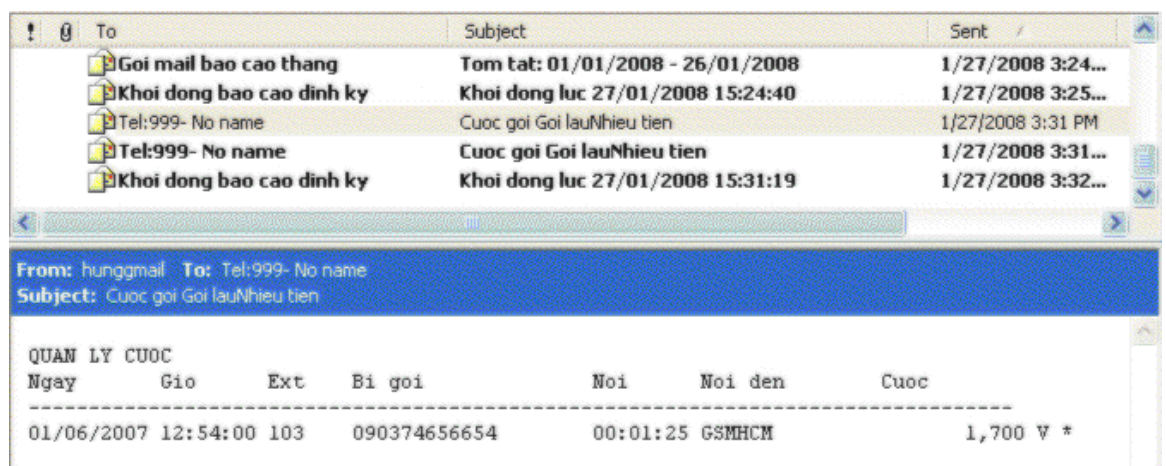 ! To Subject Sent
Goi mail bao cao thang Tom tat: 01/01/2008 - 26/01/2008 1/27/2008 3:24...
Khoi dong bao cao dinh ky Khoi dong luc 27/01/2008 15:24:40 1/27/2008 3:25...
Tel:999- No name Cuoc goi Goi lauNhieu tien 1/27/2008 3:31 PM
Tel:999- No name Cuoc goi Goi lauNhieu tien 1/27/2008 3:31...
Khoi dong bao cao dinh ky Khoi dong luc 27/01/2008 15:31:19 1/27/2008 3:32...
From: hunggmail To: Tel:999- No name
Subject: Cuoc goi Goi lauNhieu tien
QUAN LY CUOC
Ngay Gio Ext Bi goi Noi Noi den Cuoc
----------------------------------------------------------------------------------
01/06/2007 12:54:00 103 090374656654 00:01:25 GSMHCM 1,700 V *